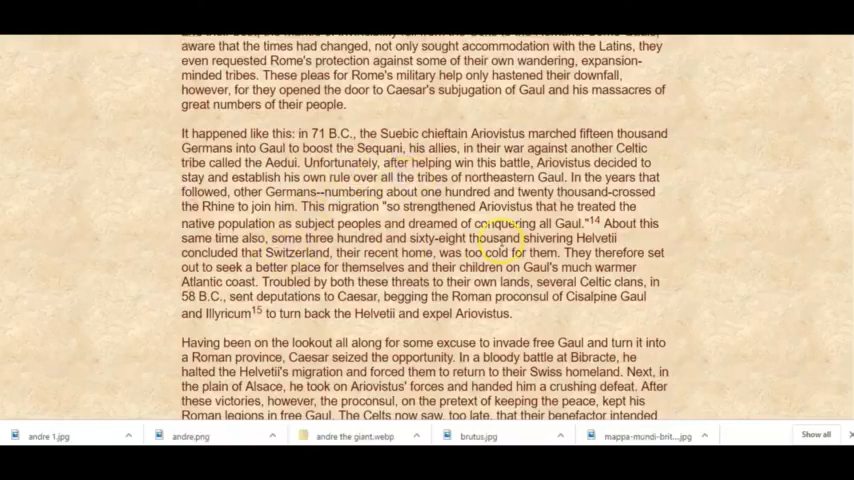 aware that the times had changed, not only sought accommodation with the Latins, they
even requested Rome's protection against some of their own wandering, expansion-
minded tribes. These pleas for Rome's military help only hastened their downfall,
however, for they opened the door to Caesar's subjugation of Gaul and his massacres of
great numbers of their people.
It happened like this: in 71 B.C., the Suebic chieftain Ariovistus marched fifteen thousand
Germans into Gaul to boost the Sequani, his allies, in their war against another Celtic
tribe called the Aedui. Unfortunately, after helping win this battle, Ariovistus decided to
stay and establish his own rule over all the tribes of northeastern Gaul. In the years that
followed, other Germans--numbering about one hundred and twenty thousand-crossed
the Rhine to join him. This migration "so strengthened Ariovistus that he treated the
native population as subject peoples and dreamed of conquering all Gaul."14 About this
same time also, some three hundred and sixty-eight thousand shivering Helvetii
concluded that Switzerland, their recent home, was too cold for them. They therefore set
out to seek a better place for themselves and their children on Gaul's much warmer
Atlantic coast. Troubled by both these threats to their own lands, several Celtic clans, in
58 B.C., sent deputations to Caesar, begging the Roman proconsul of Cisalpine Gaul
and Illyricum15 to turn back the Helvetii and expel Ariovistus.
Having been on the lookout all along for some excuse to invade free Gaul and turn it into
a Roman province, Caesar seized the opportunity. In a bloody battle at Bibracte, he
halted the Helvetii's migration and forced them to return to their Swiss homeland. Next, in
the plain of Alsace, he took on Ariovistus' forces and handed him a crushing defeat. After
these victories, however, the proconsul, on the pretext of keeping the peace, kept his
Roman legions in free Gaul. The Celts now saw, too late, that their benefactor intended
andre 1.jpg
andre.png
andre the giant.webp
brutus.jpg
mappa-mundi-brit....jpg
Show all